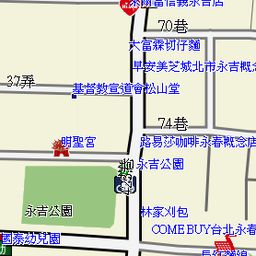 70巷
大富霖切仔麵
早安美芝城北市永吉概
37弄
基督教宣道會松山堂
74巷
明聖宮
路易莎咖啡永春概念店
永吉公園
永吉公園
林家刈包
COME BUY台北永春
國泰幼兒園